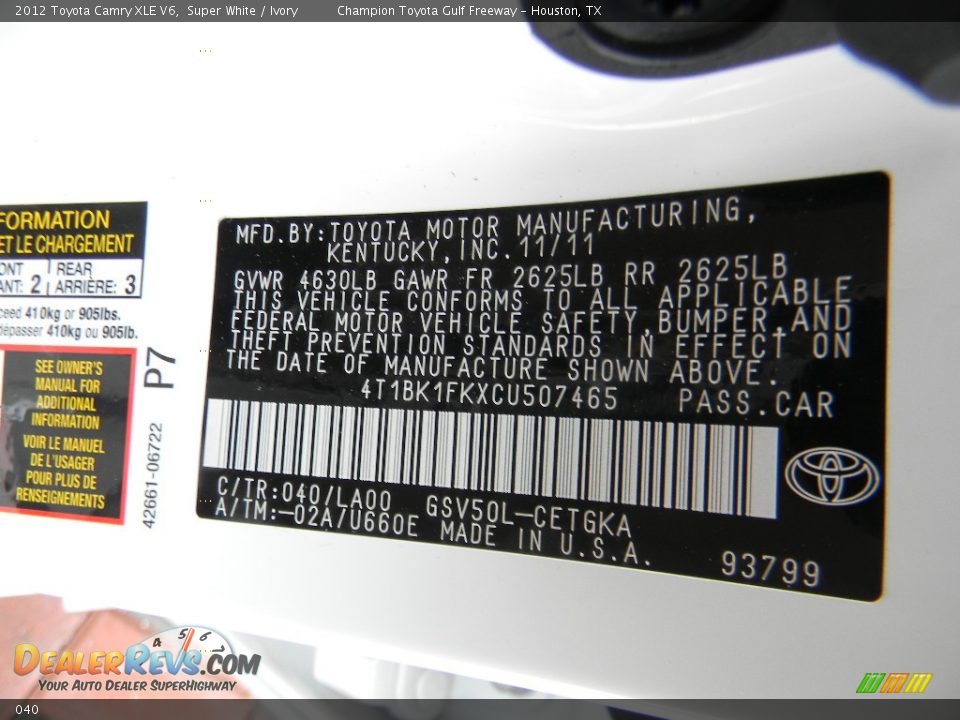 2012 Toyota Camry XLE V6, Super White / Ivory Champion Toyota Gulf Freeway - Houston, TX
FORMATION
ET LE CHARGEMENT
ONT 2 REAR 3
ANT: ARRIÈRE:
ceed 410kg or 905lbs.
dépasser 410kg ou 905lb.
SEE OWNER'S
MANUAL FOR
ADDITIONAL
INFORMATION
VOIR LE MANUEL
DE L'USAGER
POUR PLUS DE
RENSEIGNEMENTS
42661-06722 P7
MFD.BY:TOYOTA MOTOR MANUFACTURING,
KENTUCKY,INC.11/11
GVWR 4630LB GAWR FR 2625LB RR 2625LB
THIS VEHICLE CONFORMS TO ALL APPLICABLE
FEDERAL MOTOR VEHICLE SAFETY,BUMPER,AND
THEFT PREVENTION STANDARDS IN EFFECT ON
THE DATE OF MANUFACTURE SHOWN ABOVE.
4T1BK1FKXCU507465 PASS.CAR
C/TR:040/LA00 GSV50L-CETGKA
A/TM:-02A/U660E MADE IN U.S.A.
93799
4 5 6 7
DEALERREVS.COM
YOUR AUTO DEALER SUPERHIGHWAY
040